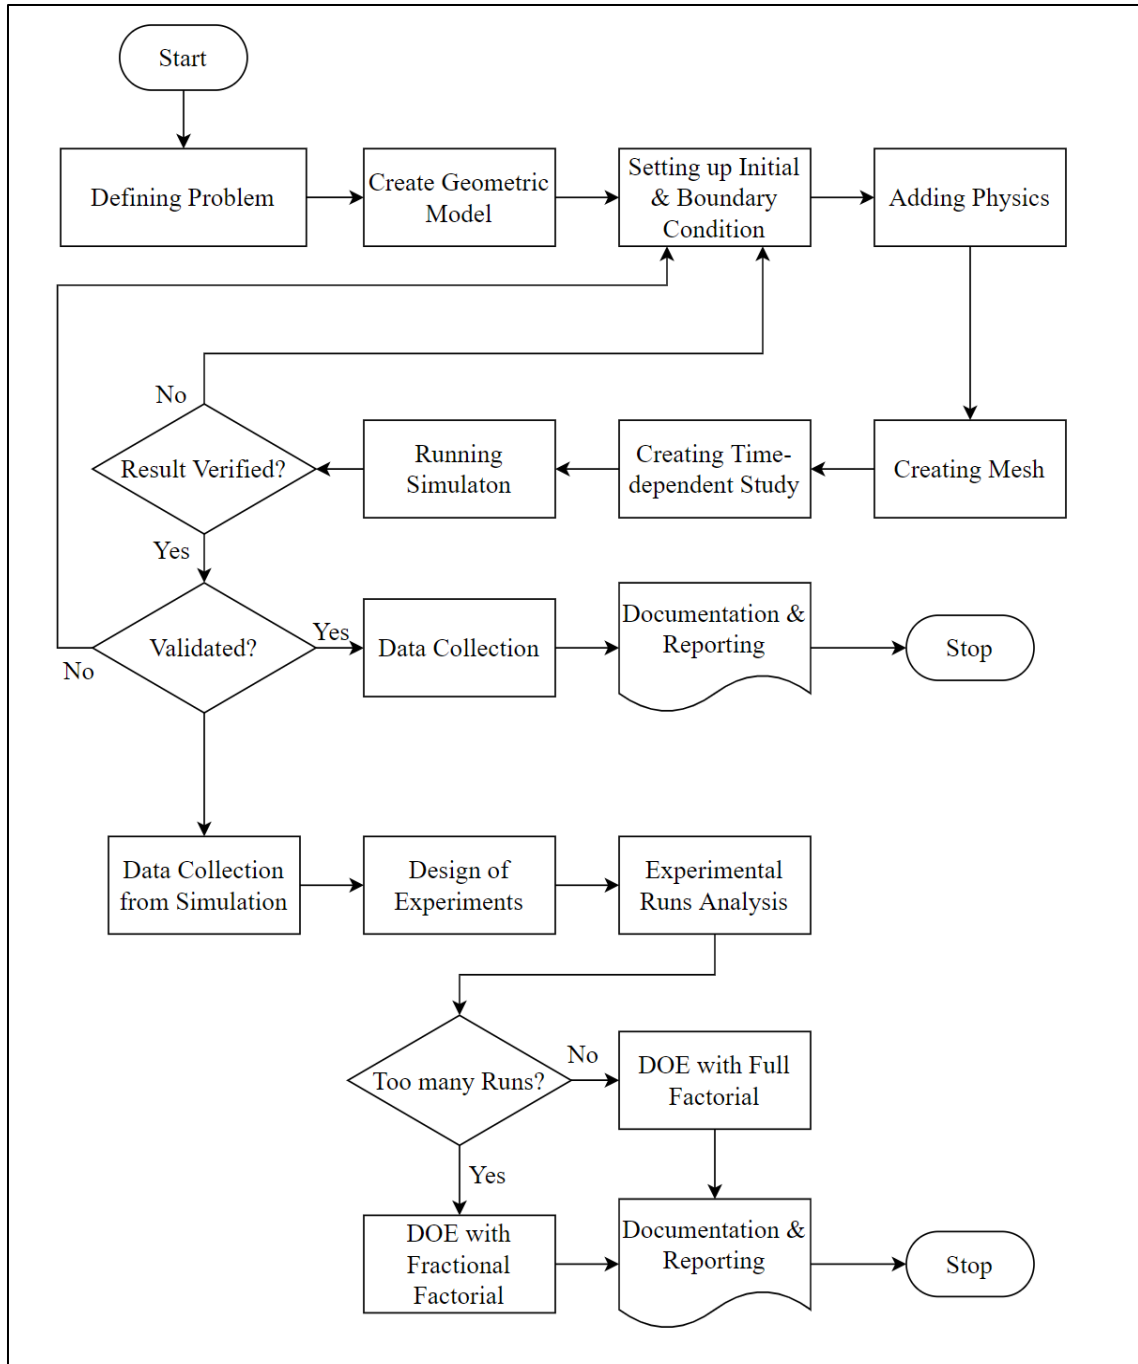 Start
Defining Problem
Create Geometric
Model
Setting up Initial
& Boundary
Condition
Adding Physics
No
Result Verified?
Running
Simulaton
Creating Time-
dependent Study
Creating Mesh
Yes
Validated?
No
Yes
Data Collection
Documentation &
Reporting
Stop
Data Collection
from Simulation
Design of
Experiments
Experimental
Runs Analysis
Too many Runs?
No
DOE with Full
Factorial
Yes
DOE with
Fractional
Factorial
Documentation &
Reporting
Stop